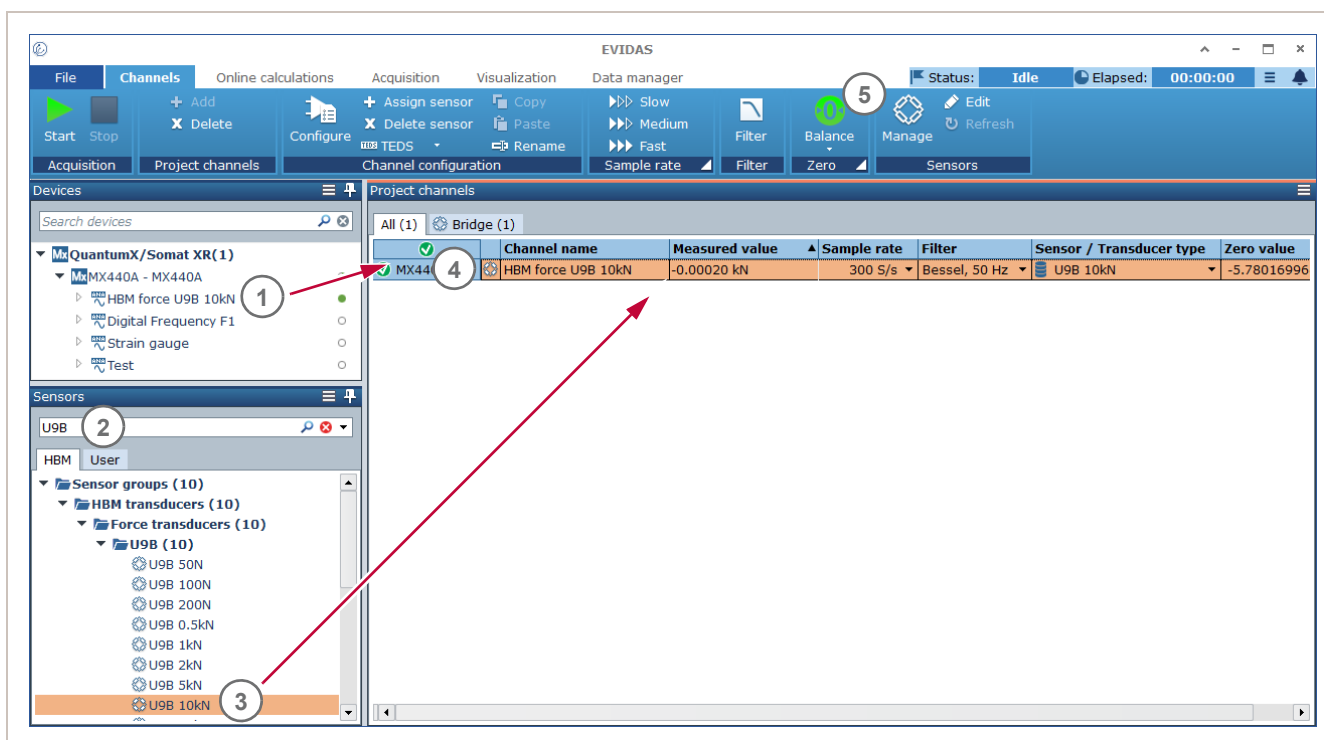 EVIDAS
File Channels Online calculations Acquisition Visualization Data manager Status: Idle Elapsed: 00:00:00
Start Stop
Add
Delete
Configure
Assign sensor Copy
Delete sensor Paste
TEDS TEDS Rename
Slow
Medium
Fast
Filter
0
Balance
5
Manage
Edit
Refresh
Acquisition Project channels Channel configuration Sample rate Filter Zero Sensors
Devices
Search devices
Mx QuantumX/Somat XR(1)
Mx MX440A - MX440A
HBM force U9B 10kN 1
Digital Frequency F1
Strain gauge
Test
Sensors
U9B 2
HBM User
Sensor groups (10)
HBM transducers (10)
Force transducers (10)
U9B (10)
U9B 50N
U9B 100N
U9B 200N
U9B 0.5kN
U9B 1kN
U9B 2kN
U9B 5kN
U9B 10kN 3
Project channels
All (1) Bridge (1)
Channel name Measured value Sample rate Filter Sensor / Transducer type Zero value
MX44 4 HBM force U9B 10kN -0.00020 kN 300 S/s Bessel, 50 Hz U9B 10kN -5.78016996